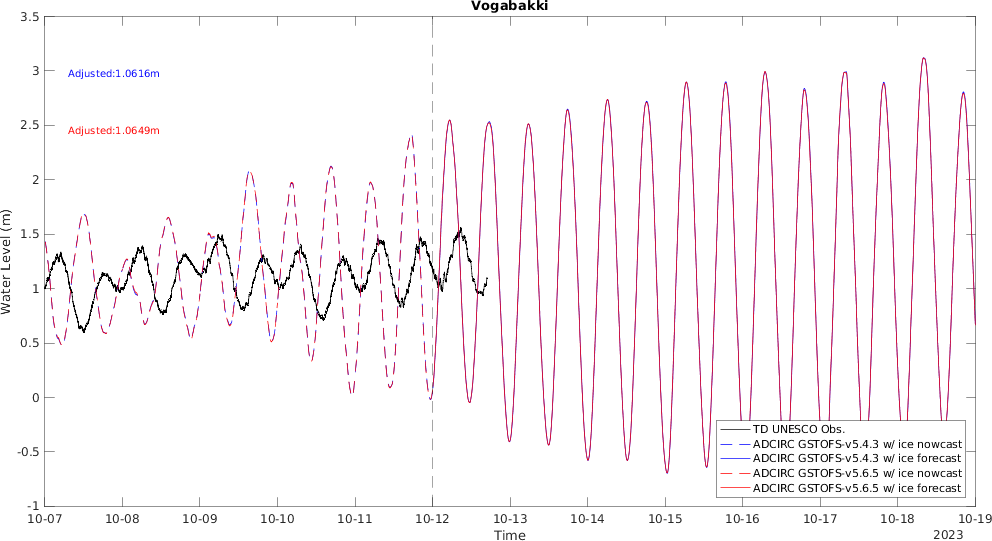 Vogabakki
3.5
3
2.5
2
1.5
1
0.5
0
-0.5
-1
Water Level (m)
Adjusted:1.0616m
Adjusted:1.0649m
TD UNESCO Obs.
ADCIRC GSTOFS-v5.4.3 w/ ice nowcast
ADCIRC GSTOFS-v5.4.3 w/ ice forecast
ADCIRC GSTOFS-v5.6.5 w/ ice nowcast
ADCIRC GSTOFS-v5.6.5 w/ ice forecast
10-07 10-08 10-09 10-10 10-11 10-12 10-13 10-14 10-15 10-16 10-17 10-18 10-19
Time
2023